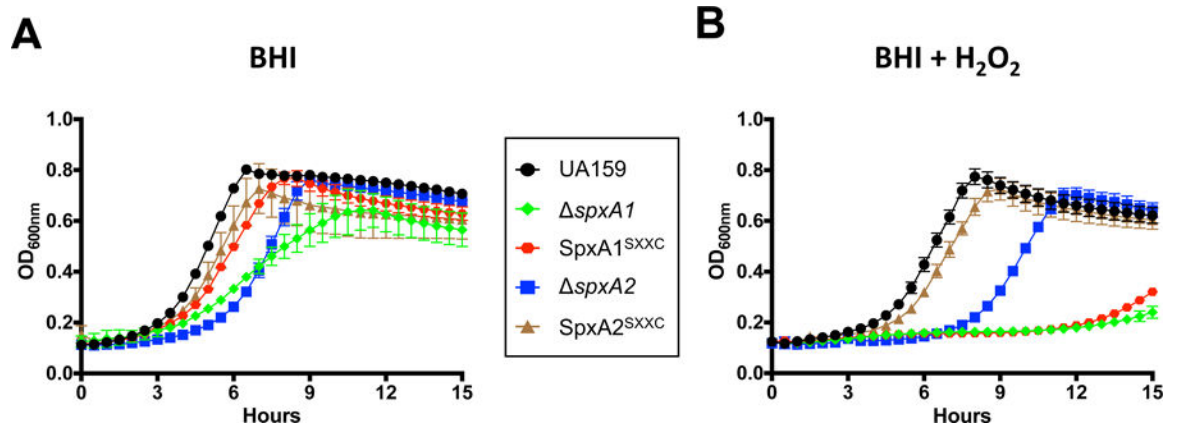 A
BHI
OD600nm
1.0
0.8
0.6
0.4
0.2
0.0
0 3 6 9 12 15
Hours
UA159
ΔspxA1
SpxA1SXXC
ΔspxA2
SpxA2SXXC
B
BHI + H2O2
OD600nm
1.0
0.8
0.6
0.4
0.2
0.0
0 3 6 9 12 15
Hours